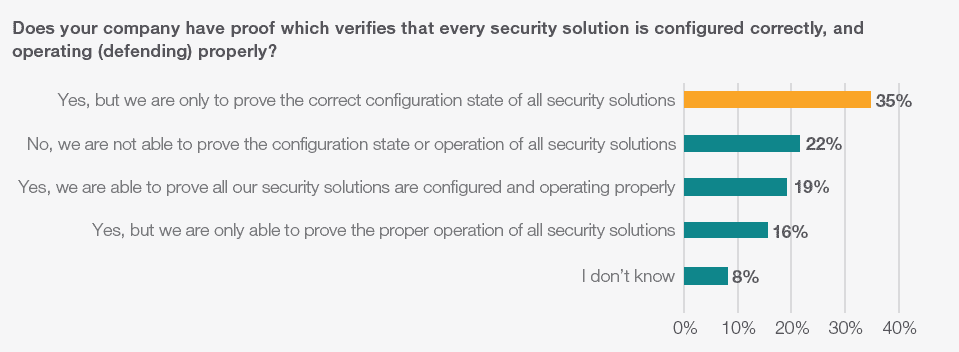 Does your company have proof which verifies that every security solution is configured correctly, and
operating (defending) properly?
Yes, but we are only to prove the correct configuration state of all security solutions 35%
No, we are not able to prove the configuration state or operation of all security solutions 22%
Yes, we are able to prove all our security solutions are configured and operating properly 19%
Yes, but we are only able to prove the proper operation of all security solutions 16%
I don't know 8%
0% 10% 20% 30% 40%